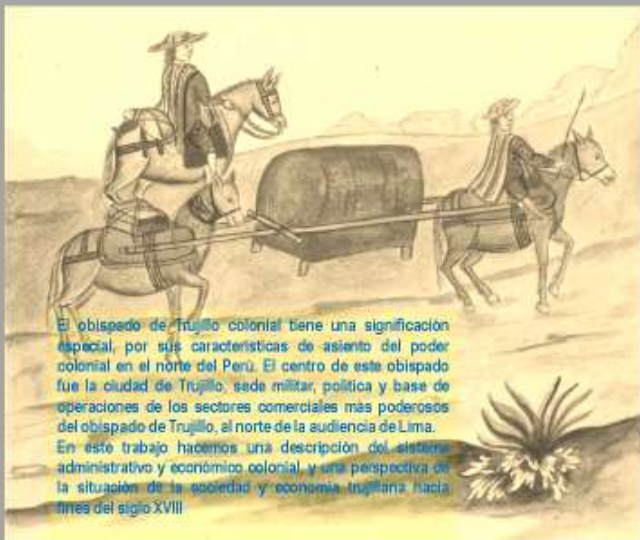 El obispado de Trujillo colonial tiene una significación
especial, por sus características de asiento del poder
colonial en el norte del Perú. El centro de este obispado
fue la ciudad de Trujillo, sede militar, política y base de
operaciones de los sectores comerciales más poderosos
del obispado de Trujillo, al norte de la audiencia de Lima.
En este trabajo hacemos una descripción del sistema
administrativo y económico colonial y una perspectiva de
la situación de la sociedad y economía trujillana hacia
fines del siglo XVIII